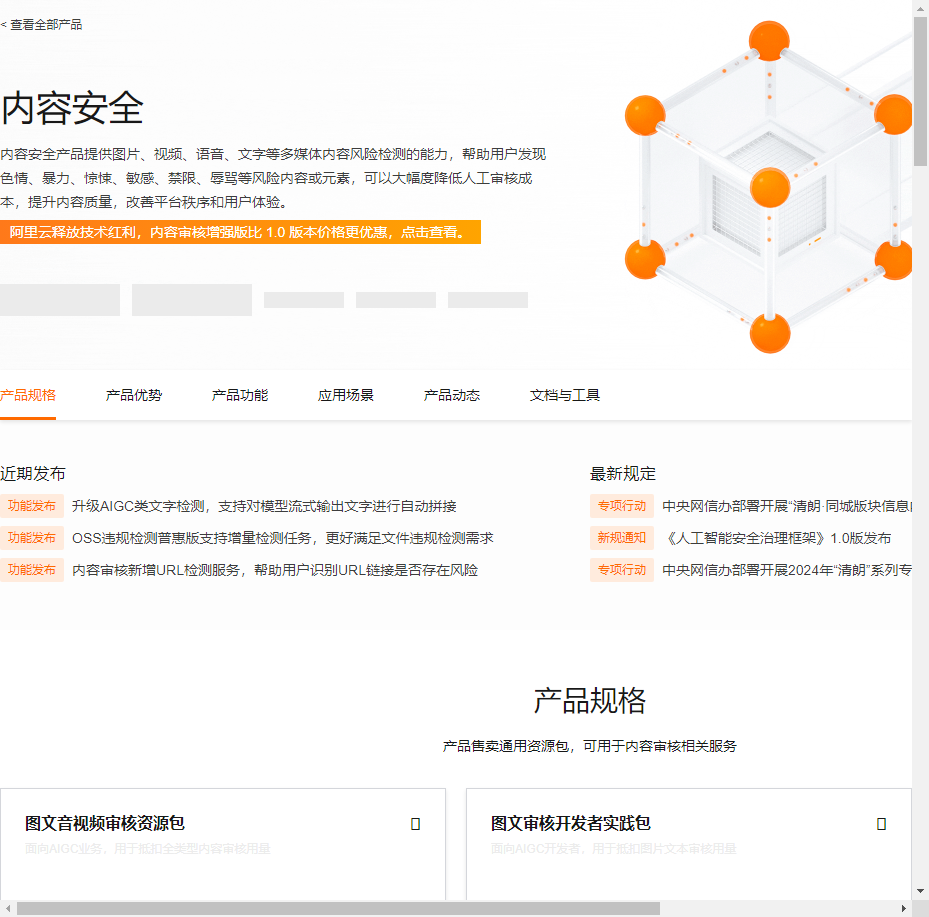 < 查看全部产品
内容安全
内容安全产品提供图片、视频、语音、文字等多媒体内容风险检测的能力，帮助用户发现
色情、暴力、惊悚、敏感、禁限、辱骂等风险内容或元素，可以大幅度降低人工审核成
本，提升内容质量，改善平台秩序和用户体验。
阿里云释放技术红利，内容审核增强版比 1.0 版本价格更优惠，点击查看。
产品规格 产品优势 产品功能 应用场景 产品动态 文档与工具
近期发布
功能发布 升级AIGC类文字检测，支持对模型流式输出文字进行自动拼接
功能发布 OSS违规检测普惠版支持增量检测任务，更好满足文件违规检测需求
功能发布 内容审核新增URL检测服务，帮助用户识别URL链接是否存在风险
最新规定
专项行动 中央网信办部署开展“清朗·同城版块信息
新规通知 《人工智能安全治理框架》1.0版发布
专项行动 中央网信办部署开展2024年“清朗”系列专
产品规格
产品售卖通用资源包，可用于内容审核相关服务
图文音视频审核资源包
面向AIGC业务，用于抵扣全类型内容审核用量
图文审核开发者实践包
面向AIGC开发者，用于抵扣图片文本审核用量